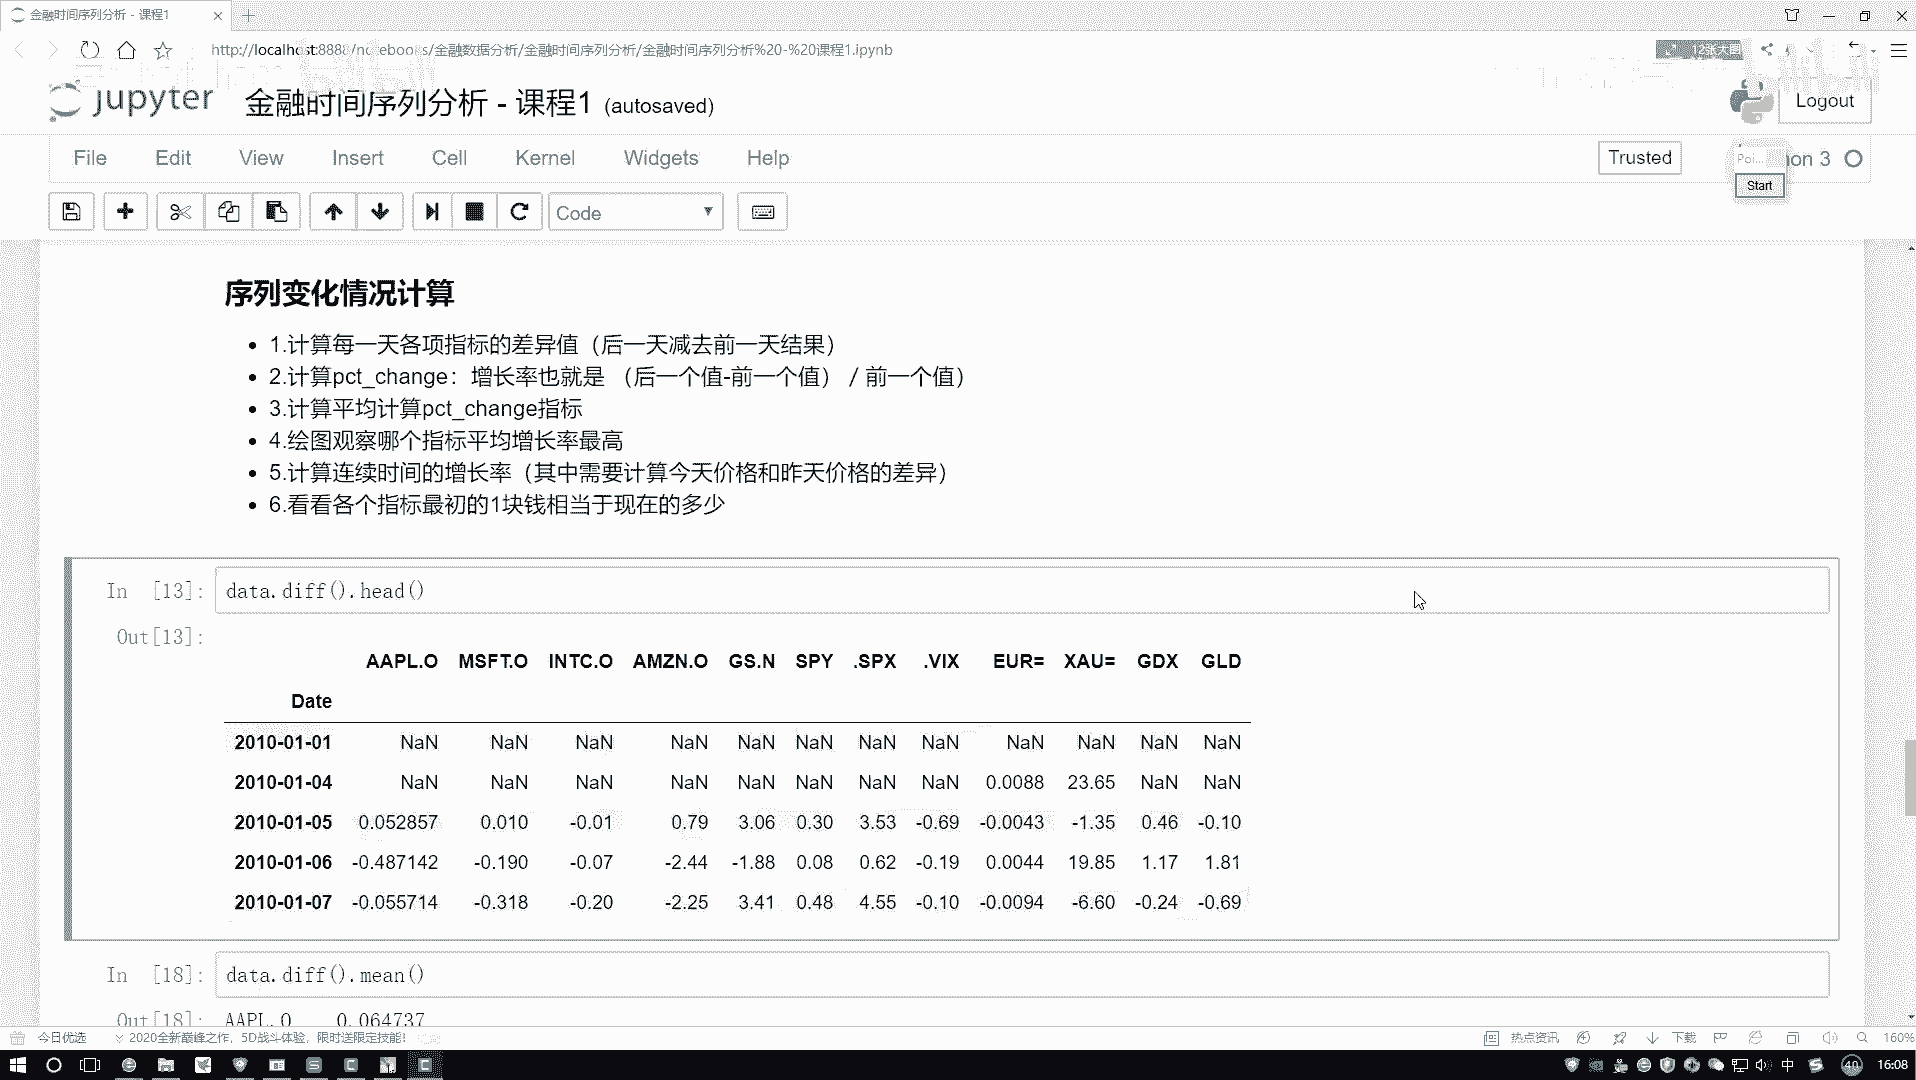 金融时间序列分析 - 课程1
http://localhost:8888/notebooks/金融数据分析/金融时间序列分析/金融时间序列分析%20-%20课程1.ipynb
12张大图
jupyter
金融时间序列分析 - 课程1 (autosaved)
Logout
File Edit View Insert Cell Kernel Widgets Help
Trusted
Poi... on 3
Start
Code
序列变化情况计算
1.计算每一天各项指标的差异值（后一天减去前一天结果）
2.计算pct_change：增长率也就是 （后一个值-前一个值） / 前一个值）
3.计算平均计算pct_change指标
4.绘图观察哪个指标平均增长率最高
5.计算连续时间的增长率（其中需要计算今天价格和昨天价格的差异）
6.看看各个指标最初的1块钱相当于现在的多少
In [13]: data.diff().head()
Out[13]:
AAPL.O MSFT.O INTC.O AMZN.O GS.N SPY .SPX .VIX EUR= XAU= GDX GLD
Date
2010-01-01 NaN NaN NaN NaN NaN NaN NaN NaN NaN NaN NaN NaN
2010-01-04 NaN NaN NaN NaN NaN NaN NaN NaN 0.0088 23.65 NaN NaN
2010-01-05 0.052857 0.010 -0.01 0.79 3.06 0.30 3.53 -0.69 -0.0043 -1.35 0.46 -0.10
2010-01-06 -0.487142 -0.190 -0.07 -2.44 -1.88 0.08 0.62 -0.19 0.0044 19.85 1.17 1.81
2010-01-07 -0.055714 -0.318 -0.20 -2.25 3.41 0.48 4.55 -0.10 -0.0094 -6.60 -0.24 -0.69
In [18]: data.diff().mean()
Out[18]: AAPL.O 0.064737
今日优选 2020全新巅峰之作，5D战斗体验，限时送限定技能！
热点资讯 下载 160%
中 40 16:08